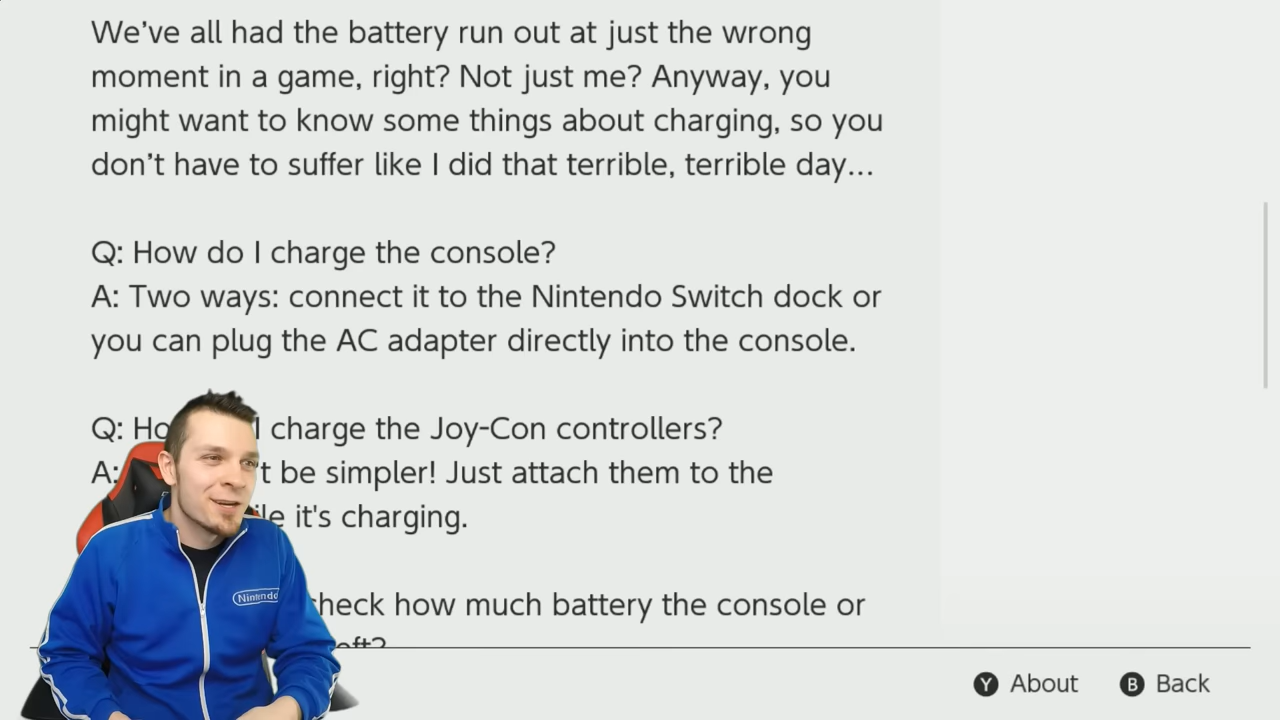 We’ve all had the battery run out at just the wrong
moment in a game, right? Not just me? Anyway, you
might want to know some things about charging, so you
don’t have to suffer like I did that terrible, terrible day…
Q: How do I charge the console?
A: Two ways: connect it to the Nintendo Switch dock or
you can plug the AC adapter directly into the console.
Q: I charge the Joy-Con controllers?
A: be simpler! Just attach them to the
it's charging.
check how much battery the console or
Nintendo
Y About B Back